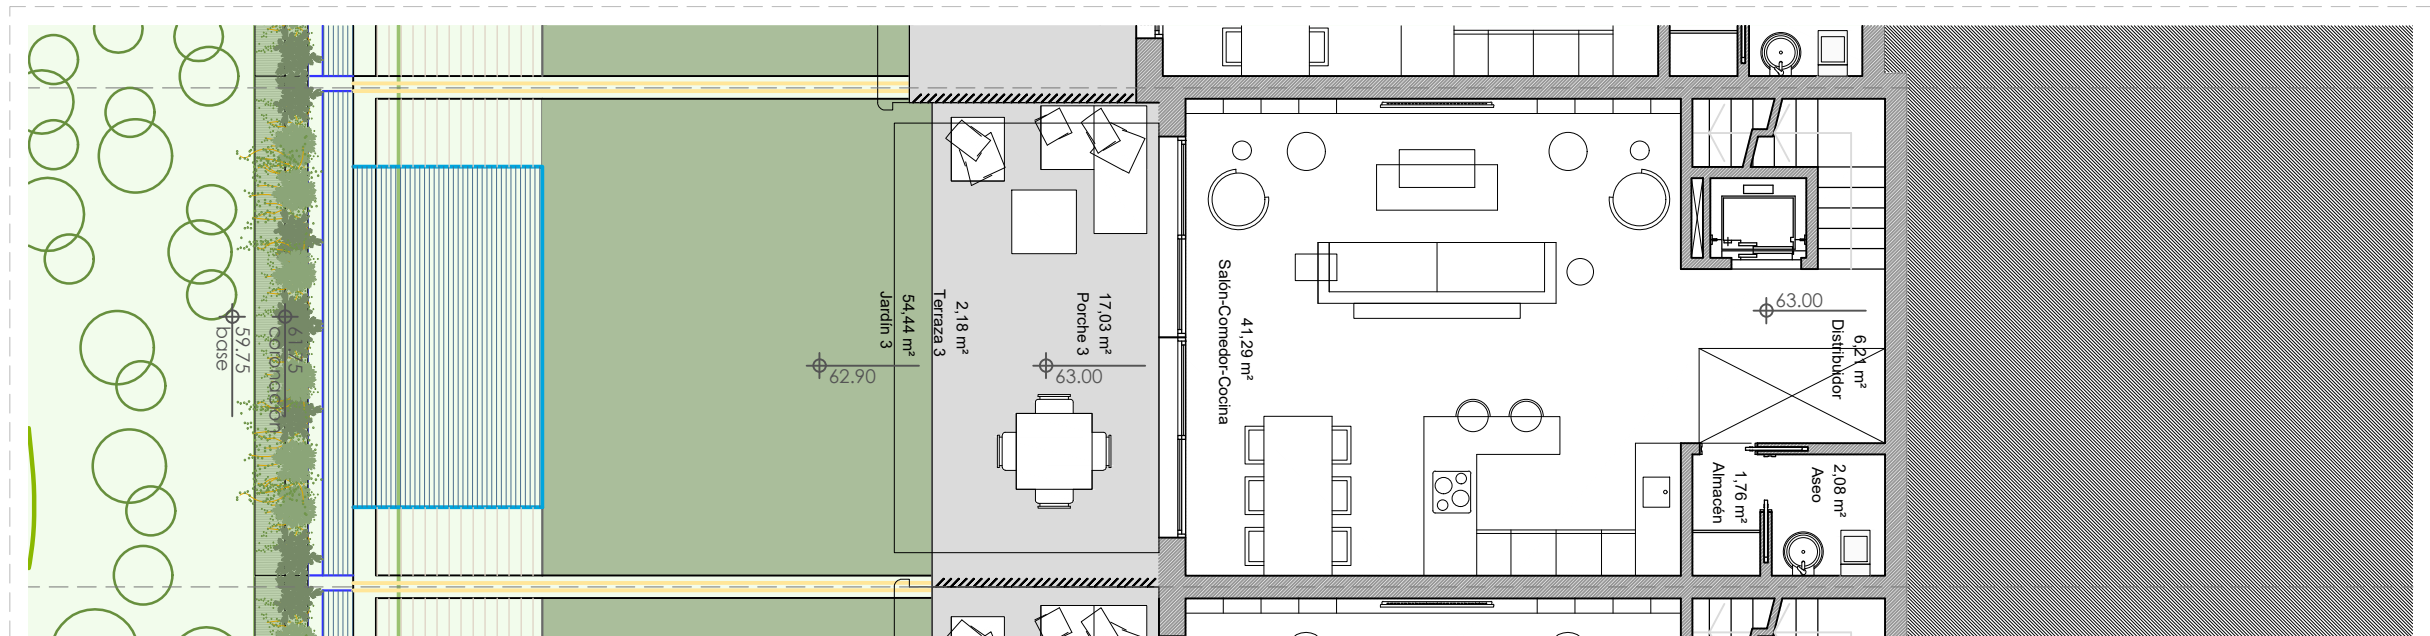 59.75
base
61.75
coronación
Jardín 3
54,44 m²
Terraza 3
2,18 m²
62.90
Porche 3
17,03 m²
63.00
Salón-Comedor-Cocina
41,29 m²
63.00
Distribuidor
6,21 m²
Almacén
1,76 m²
Aseo
2,08 m²